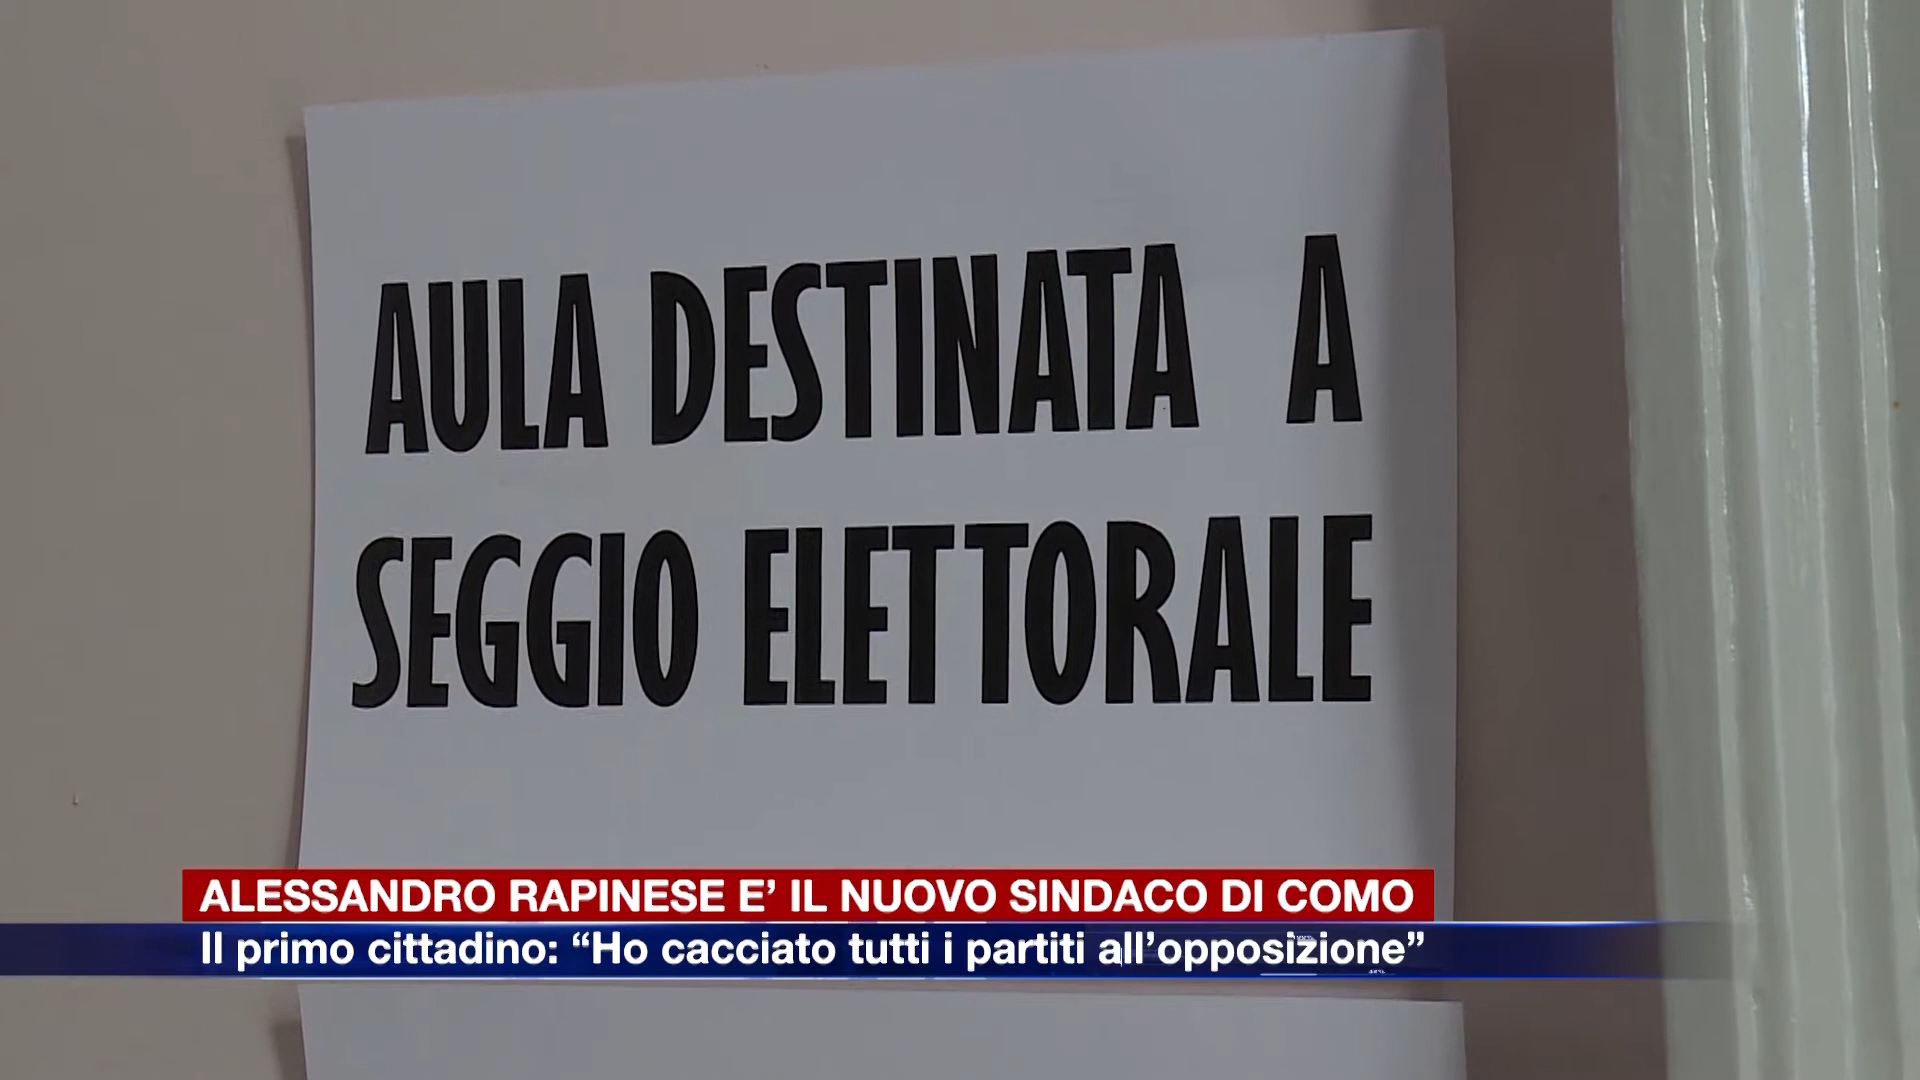 AULA DESTINATA A
SEGGIO ELETTORALE
ALESSANDRO RAPINESE E’ IL NUOVO SINDACO DI COMO
Il primo cittadino: “Ho cacciato tutti i partiti all’opposizione”